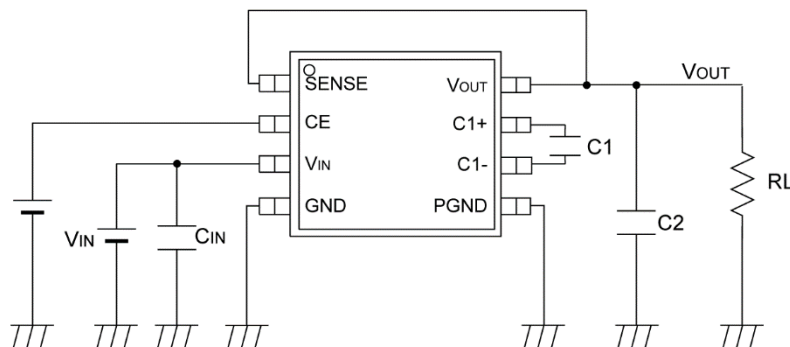 SENSE
CE
VIN
GND
VOUT
C1+
C1-
PGND
VIN
CIN
C1
C2
VOUT
RL